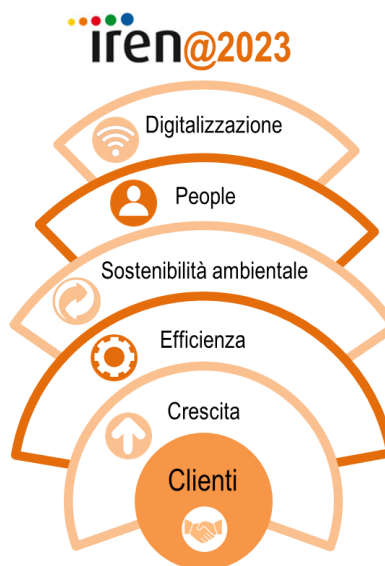 iren@2023
Digitalizzazione
People
Sostenibilità ambientale
Efficienza
Crescita
Clienti